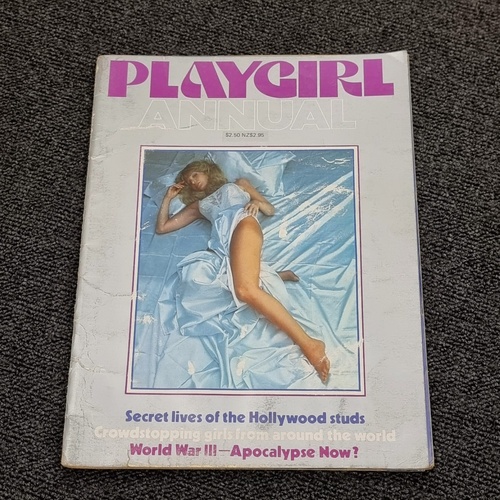 PLAYGIRL
ANNUAL
$2.50 NZ$2.95
Secret lives of the Hollywood studs
Crowdstopping girls from around the world
World War III—Apocalypse Now?